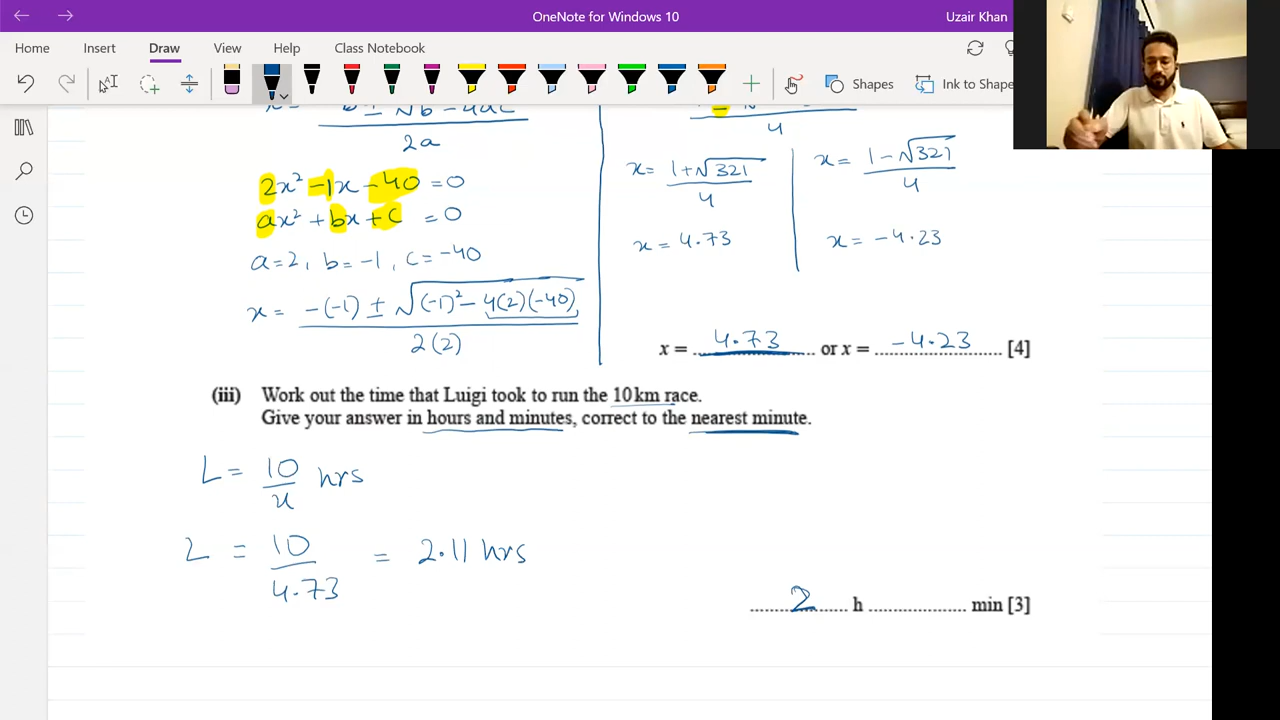 OneNote for Windows 10
Uzair Khan
Home Insert Draw View Help Class Notebook
Shapes
Ink to Shape
2a
2x² -1x -40 = 0
ax² + bx + c = 0
a=2, b=-1, c=-40
x = -(-1) ± √(-1)² - 4(2)(-40)
2(2)
4
x = 1+√321
4
x = 4.73
x = 1-√321
4
x = -4.23
x = 4.73 or x = -4.23 [4]
(iii) Work out the time that Luigi took to run the 10 km race.
Give your answer in hours and minutes, correct to the nearest minute.
L = 10 hrs
x
L = 10 = 2.11 hrs
4.73
2 h .................... min [3]